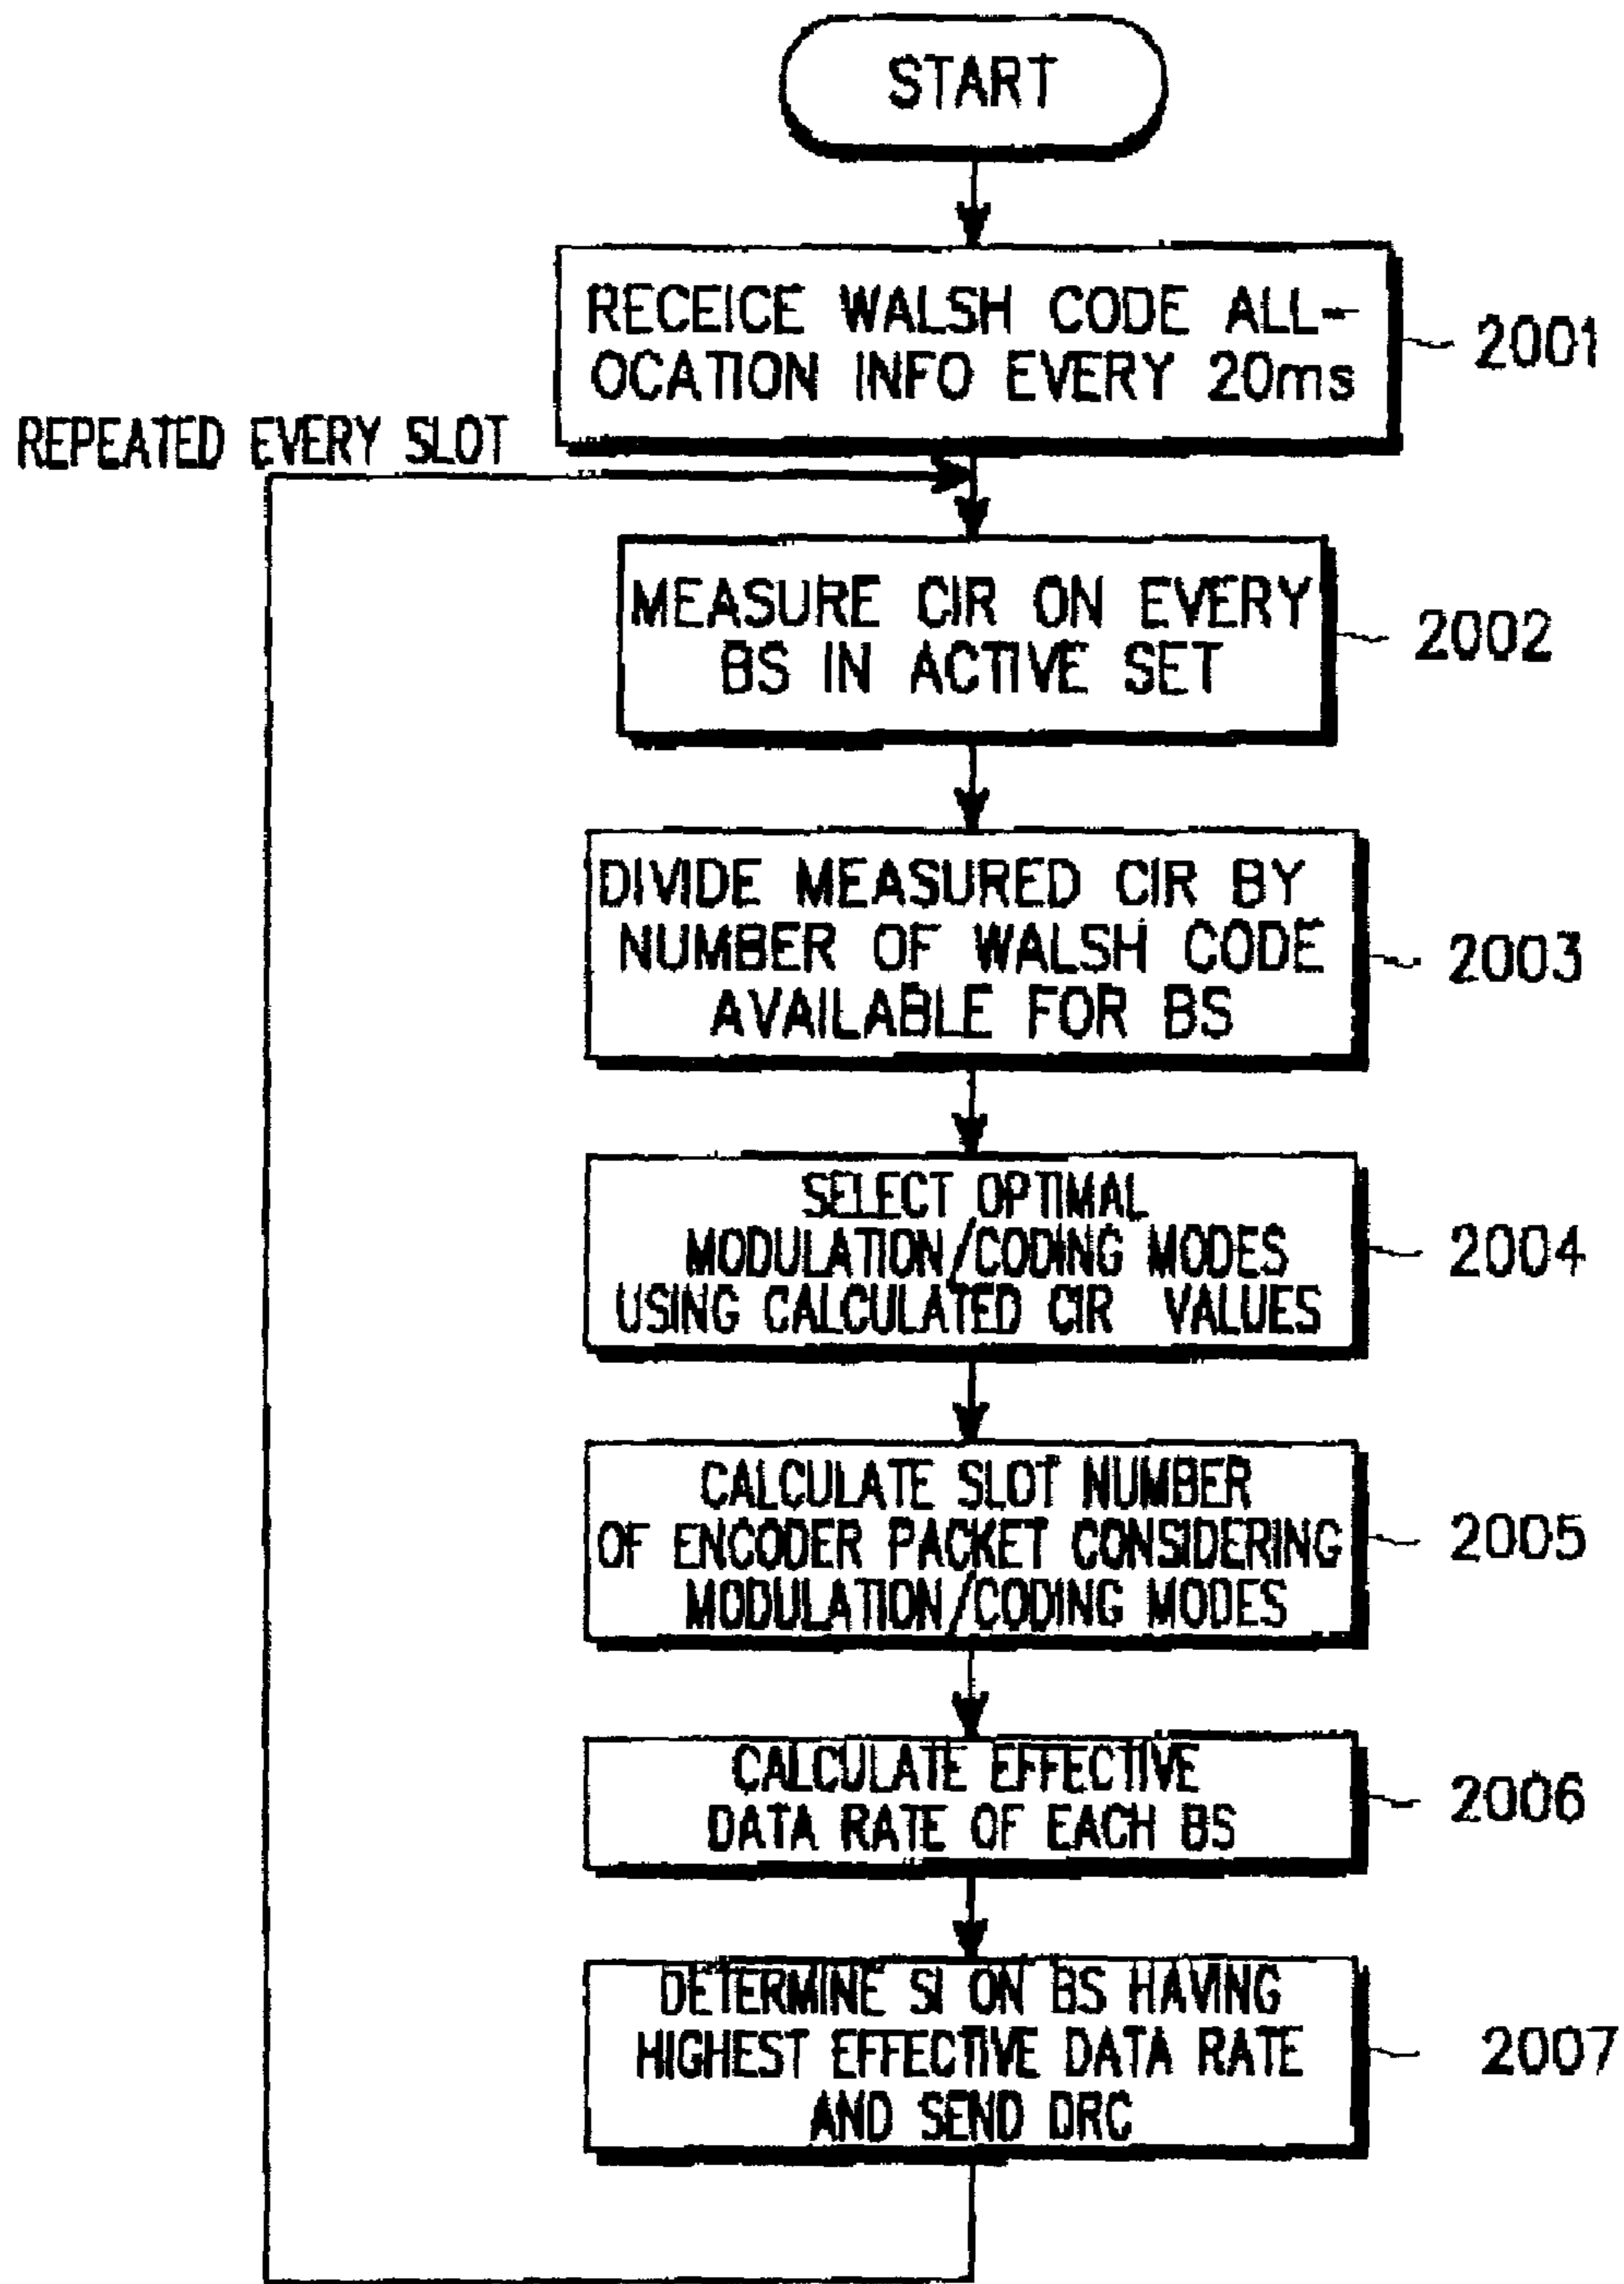 START
RECEICE WALSH CODE ALL-
OCATION INFO EVERY 20ms
2001
REPEATED EVERY SLOT
MEASURE CIR ON EVERY
BS IN ACTIVE SET
2002
DIVIDE MEASURED CIR BY
NUMBER OF WALSH CODE
AVAILABLE FOR BS
2003
SELECT OPTIMAL
MODULATION/CODING MODES
USING CALCULATED CIR VALUES
2004
CALCULATE SLOT NUMBER
OF ENCODER PACKET CONSIDERING
MODULATION/CODING MODES
2005
CALCULATE EFFECTIVE
DATA RATE OF EACH BS
2006
DETERMINE SI ON BS HAVING
HIGHEST EFFECTIVE DATA RATE
AND SEND DRC
2007